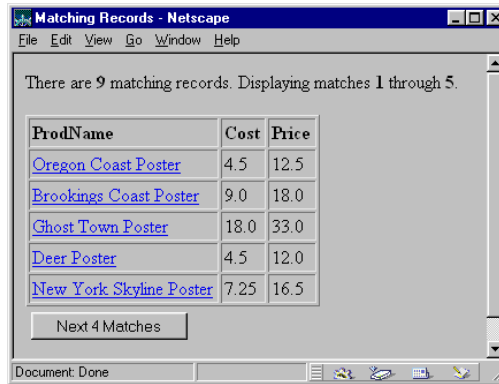 Matching Records - Netscape
File Edit View Go Window Help
There are 9 matching records. Displaying matches 1 through 5.
ProdName Cost Price
Oregon Coast Poster 4.5 12.5
Brookings Coast Poster 9.0 18.0
Ghost Town Poster 18.0 33.0
Deer Poster 4.5 12.0
New York Skyline Poster 7.25 16.5
Next 4 Matches
Document: Done